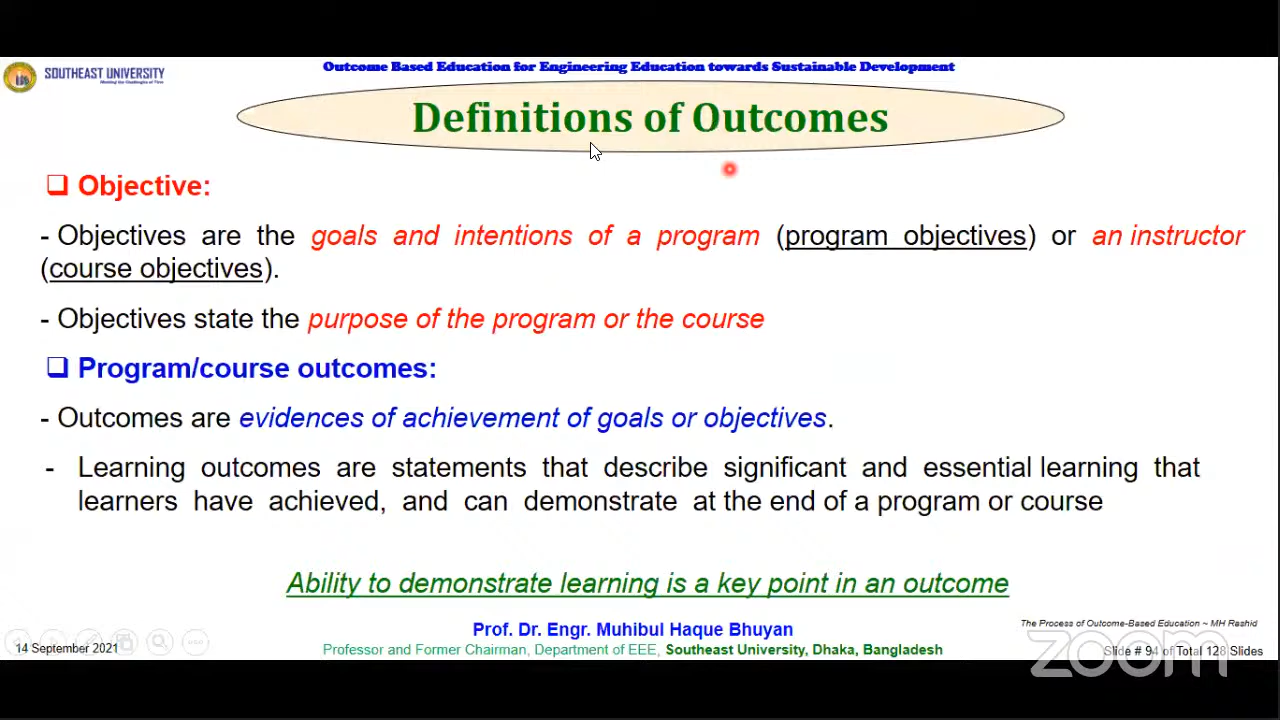 SOUTHEAST UNIVERSITY
Outcome Based Education for Engineering Education towards Sustainable Development
Definitions of Outcomes
Objective:
- Objectives are the goals and intentions of a program (program objectives) or an instructor
(course objectives).
- Objectives state the purpose of the program or the course
Program/course outcomes:
- Outcomes are evidences of achievement of goals or objectives.
- Learning outcomes are statements that describe significant and essential learning that
learners have achieved, and can demonstrate at the end of a program or course
Ability to demonstrate learning is a key point in an outcome
Prof. Dr. Engr. Muhibul Haque Bhuyan
The Process of Outcome-Based Education ~ MH Rashid
14 September 2021
Professor and Former Chairman, Department of EEE, Southeast University, Dhaka, Bangladesh
Slide # 94 of Total 128 Slides
zoom